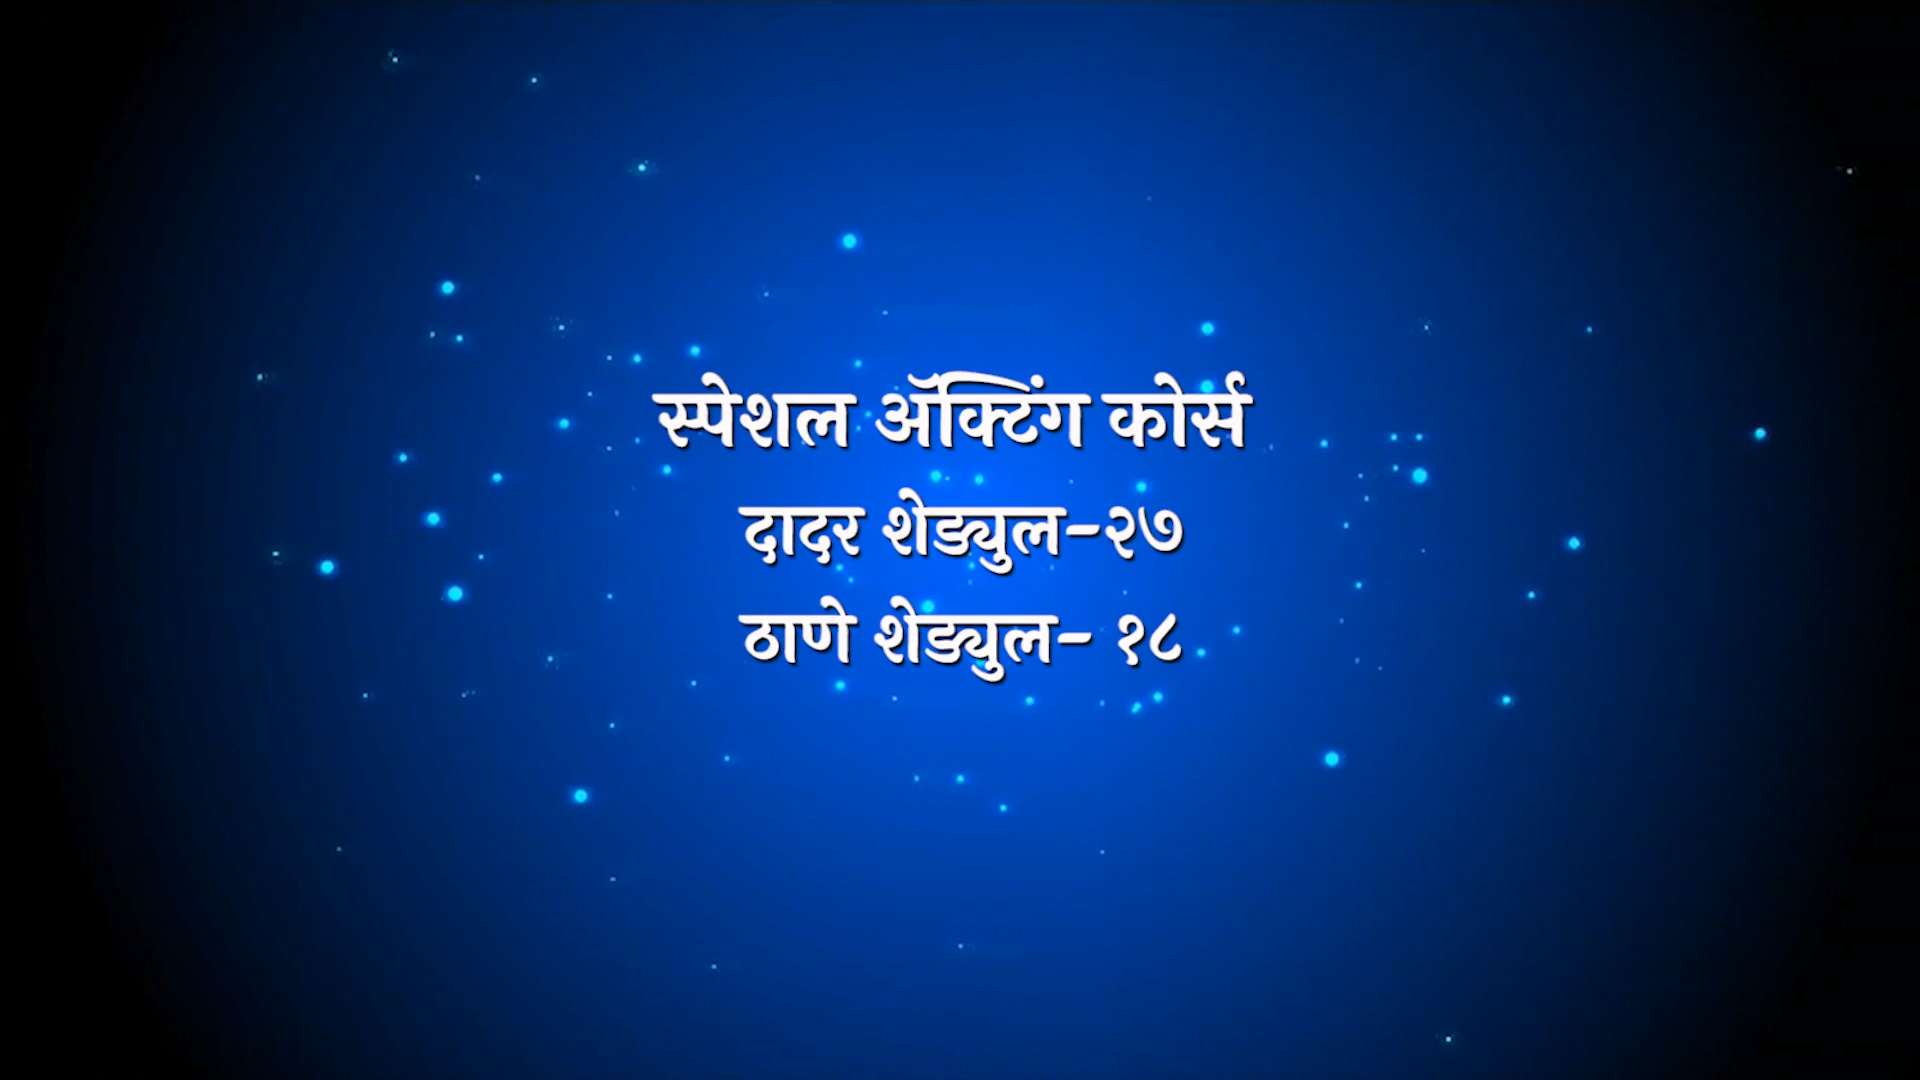 स्पेशल ॲक्टिंग कोर्स
दादर शेड्युल-२७
ठाणे शेड्युल- १८